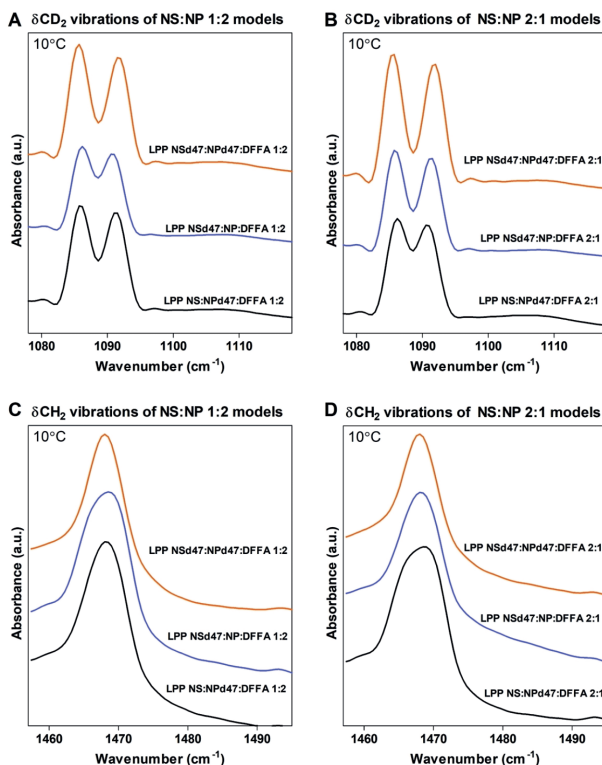 A δCD₂ vibrations of NS:NP 1:2 models
10°C
LPP NSd47:NPd47:DFFA 1:2
LPP NSd47:NP:DFFA 1:2
LPP NS:NPd47:DFFA 1:2
Absorbance (a.u.)
1080 1090 1100 1110
Wavenumber (cm⁻¹)
B δCD₂ vibrations of NS:NP 2:1 models
10°C
LPP NSd47:NPd47:DFFA 2:1
LPP NSd47:NP:DFFA 2:1
LPP NS:NPd47:DFFA 2:1
Absorbance (a.u.)
1080 1090 1100 1110
Wavenumber (cm⁻¹)
C δCH₂ vibrations of NS:NP 1:2 models
10°C
LPP NSd47:NPd47:DFFA 1:2
LPP NSd47:NP:DFFA 1:2
LPP NS:NPd47:DFFA 1:2
Absorbance (a.u.)
1460 1470 1480 1490
Wavenumber (cm⁻¹)
D δCH₂ vibrations of NS:NP 2:1 models
10°C
LPP NSd47:NPd47:DFFA 2:1
LPP NSd47:NP:DFFA 2:1
LPP NS:NPd47:DFFA 2:1
Absorbance (a.u.)
1460 1470 1480 1490
Wavenumber (cm⁻¹)